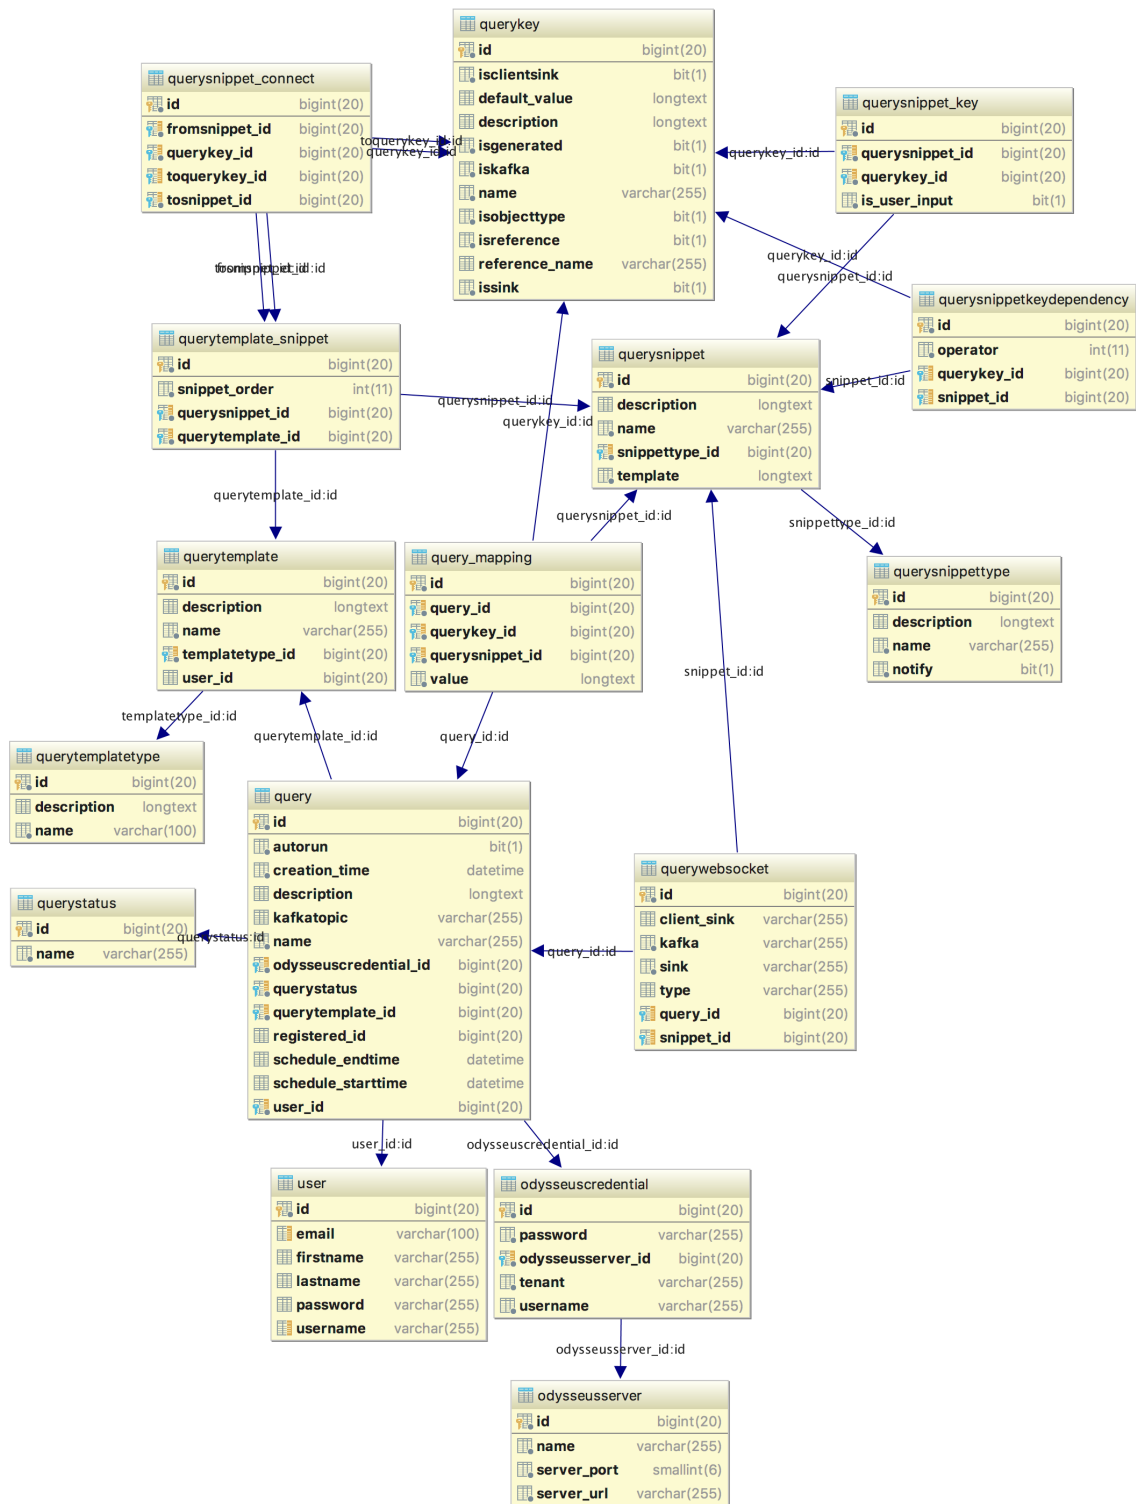 querykey
id bigint(20)
isclientsink bit(1)
default_value longtext
description longtext
isgenerated bit(1)
iskafka bit(1)
name varchar(255)
isobjecttype bit(1)
isreference bit(1)
reference_name varchar(255)
issink bit(1)
querysnippet_connect
id bigint(20)
fromsnippet_id bigint(20)
querykey_id bigint(20)
toquerykey_id bigint(20)
tosnippet_id bigint(20)
toquerykey_id:id
querykey_id:id
querysnippet_key
id bigint(20)
querysnippet_id bigint(20)
querykey_id bigint(20)
is_user_input bit(1)
querykey_id:id
querykey_id:id
querysnippet_id:id
querysnippetkeydependency
id bigint(20)
operator int(11)
querykey_id bigint(20)
snippet_id bigint(20)
snippet_id:id
querytemplate_snippet
id bigint(20)
snippet_order int(11)
querysnippet_id bigint(20)
querytemplate_id bigint(20)
querysnippet_id:id
querykey_id:id
querysnippet
id bigint(20)
description longtext
name varchar(255)
snippettype_id bigint(20)
template longtext
querytemplate_id:id
querysnippet_id:id
snippettype_id:id
querytemplate
id bigint(20)
description longtext
name varchar(255)
templatetype_id bigint(20)
user_id bigint(20)
query_mapping
id bigint(20)
query_id bigint(20)
querykey_id bigint(20)
querysnippet_id bigint(20)
value longtext
querysnippettype
id bigint(20)
description longtext
name varchar(255)
notify bit(1)
snippet_id:id
templatetype_id:id
querytemplate_id:id
query_id:id
querytemplatetype
id bigint(20)
description longtext
name varchar(100)
query
id bigint(20)
autorun bit(1)
creation_time datetime
description longtext
kafkatopic varchar(255)
name varchar(255)
odysseuscredential_id bigint(20)
querystatus bigint(20)
querytemplate_id bigint(20)
registered_id bigint(20)
schedule_endtime datetime
schedule_starttime datetime
user_id bigint(20)
querystatus
id bigint(20)
name varchar(255)
querystatus:id
querywebsocket
id bigint(20)
client_sink varchar(255)
kafka varchar(255)
sink varchar(255)
type varchar(255)
query_id bigint(20)
snippet_id bigint(20)
query_id:id
user_id:id
odysseuscredential_id:id
user
id bigint(20)
email varchar(100)
firstname varchar(255)
lastname varchar(255)
password varchar(255)
username varchar(255)
odysseuscredential
id bigint(20)
password varchar(255)
odysseusserver_id bigint(20)
tenant varchar(255)
username varchar(255)
odysseusserver_id:id
odysseusserver
id bigint(20)
name varchar(255)
server_port smallint(6)
server_url varchar(255)